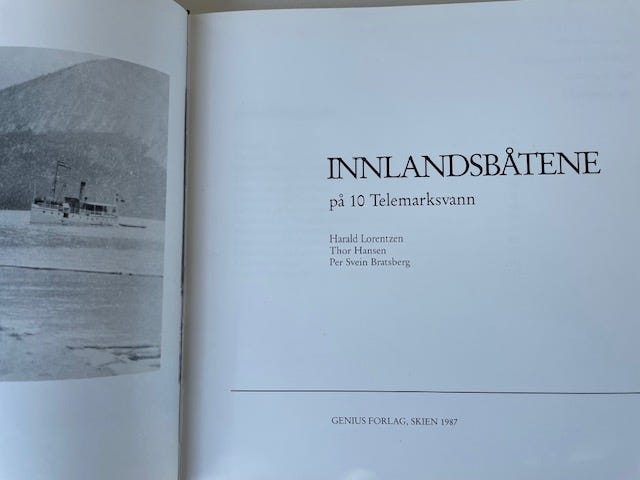 INNLANDSBÅTENE
på 10 Telemarksvann
Harald Lorentzen
Thor Hansen
Per Svein Bratsberg
GENIUS FORLAG, SKIEN 1987